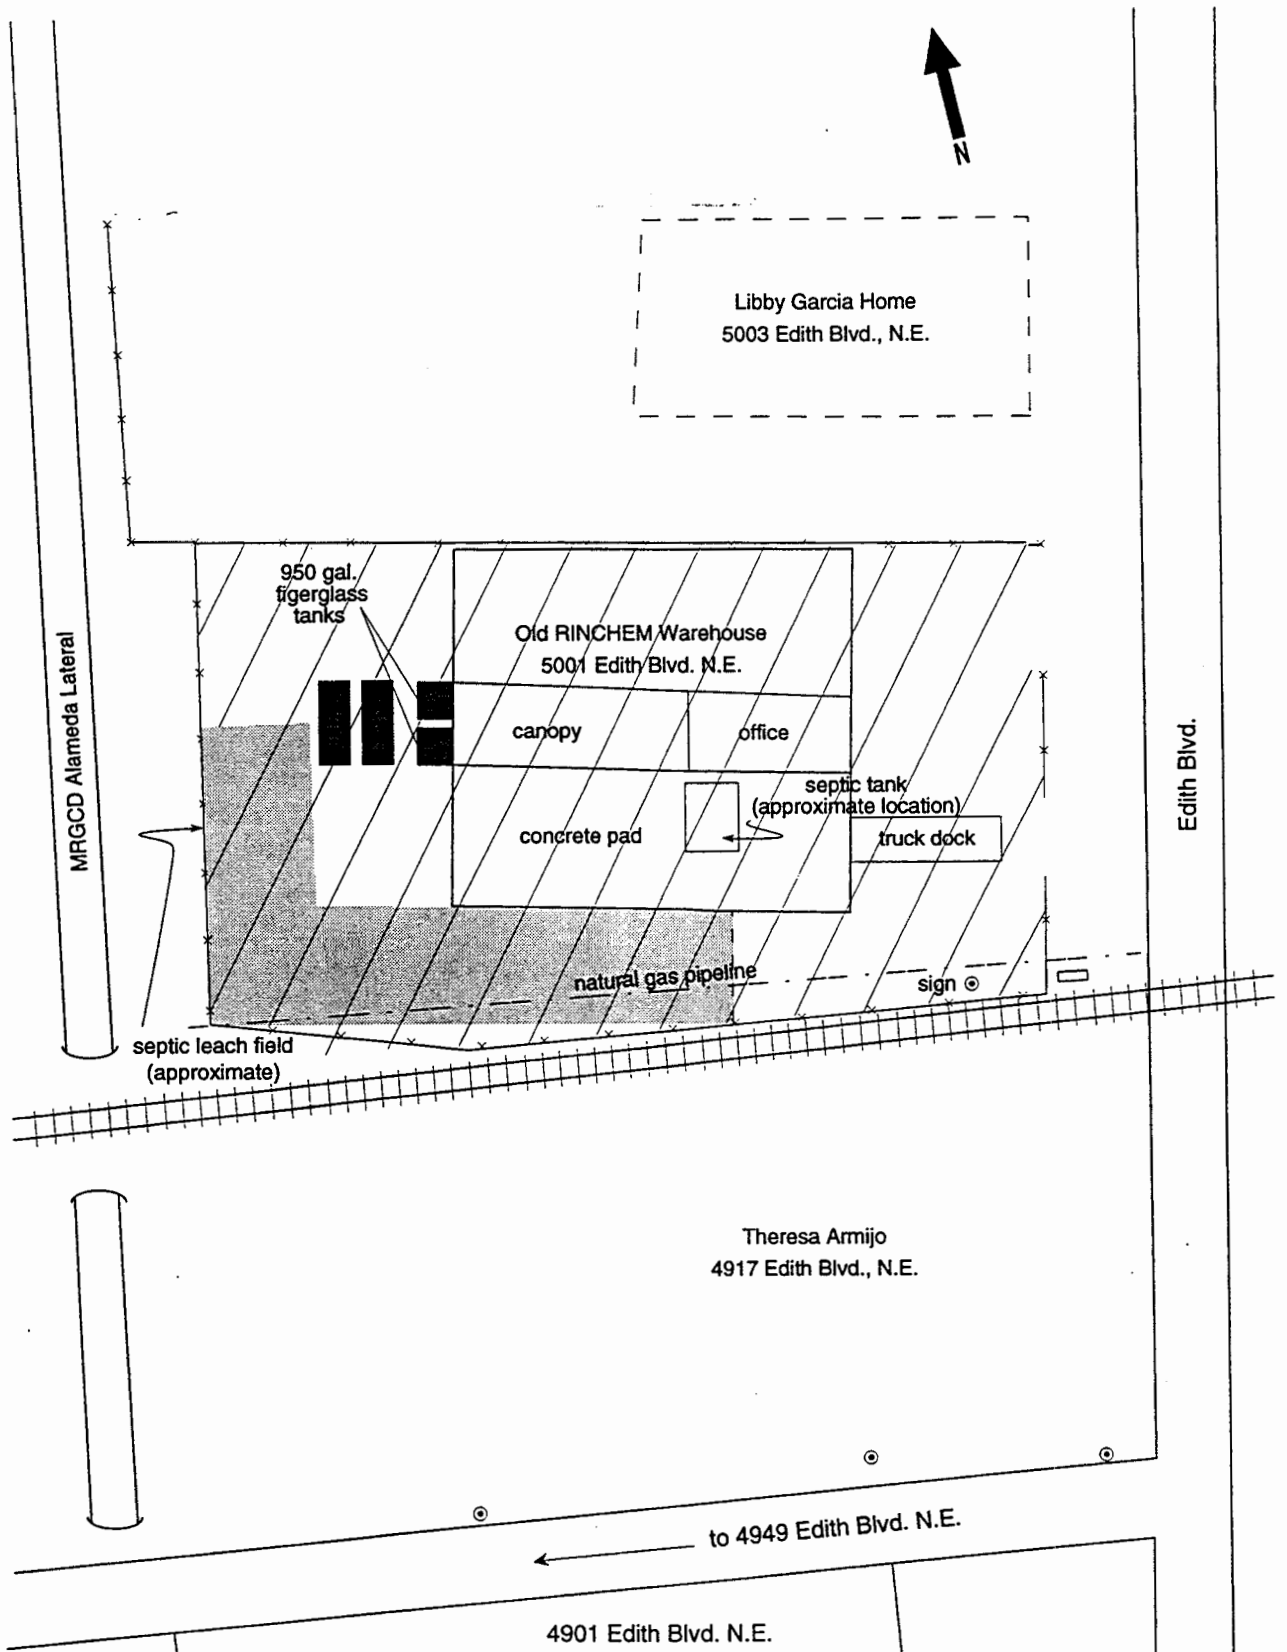 N
Libby Garcia Home
5003 Edith Blvd., N.E.
950 gal.
figerglass
tanks
Old RINCHEM Warehouse
5001 Edith Blvd. N.E.
MRGCD Alameda Lateral
canopy
office
Edith Blvd.
septic tank
(approximate location)
concrete pad
truck dock
natural gas pipeline
sign
septic leach field
(approximate)
Theresa Armijo
4917 Edith Blvd., N.E.
to 4949 Edith Blvd. N.E.
4901 Edith Blvd. N.E.